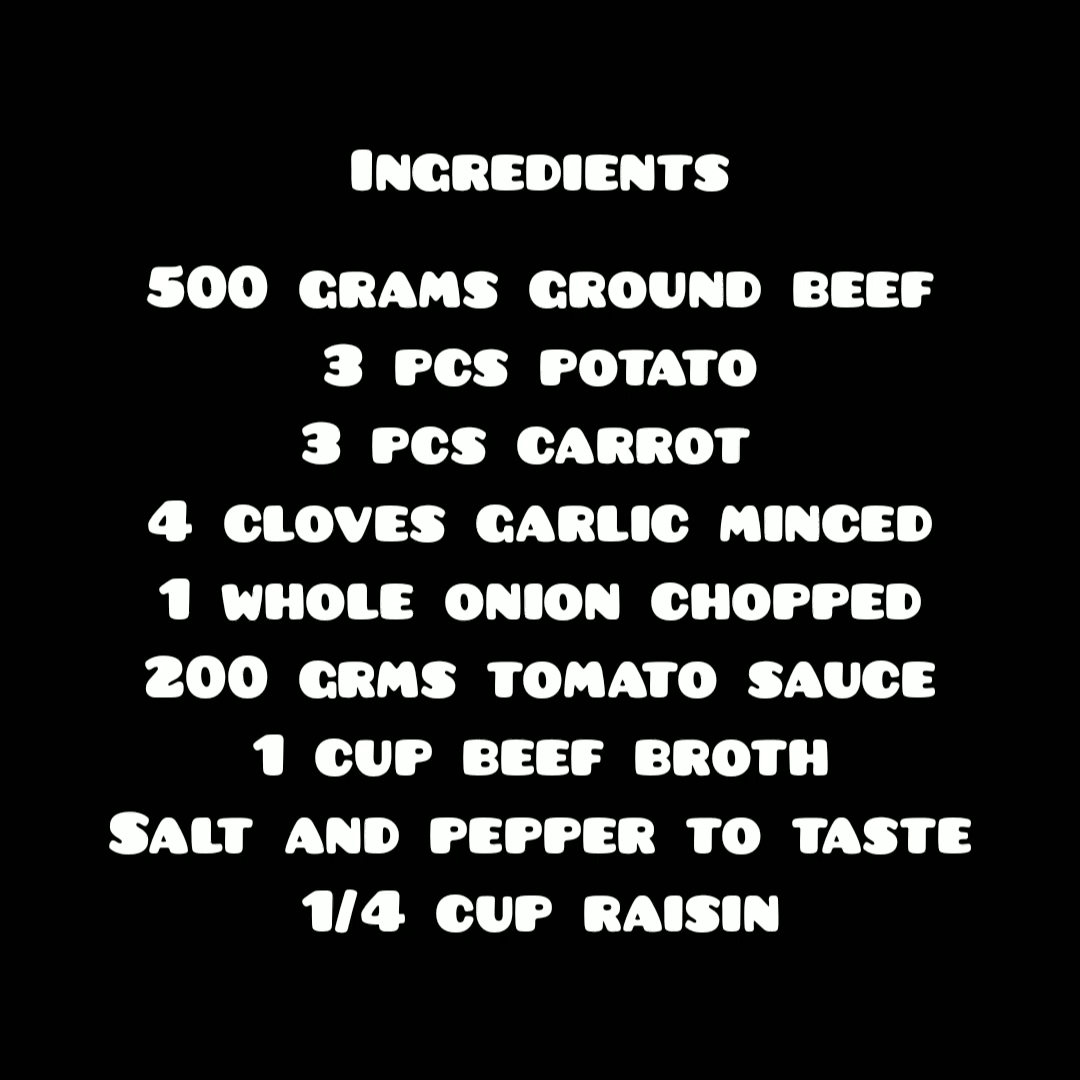 Ingredients
500 grams ground beef
3 pcs potato
3 pcs carrot
4 cloves garlic minced
1 whole onion chopped
200 grms tomato sauce
1 cup beef broth
Salt and pepper to taste
1/4 cup raisin